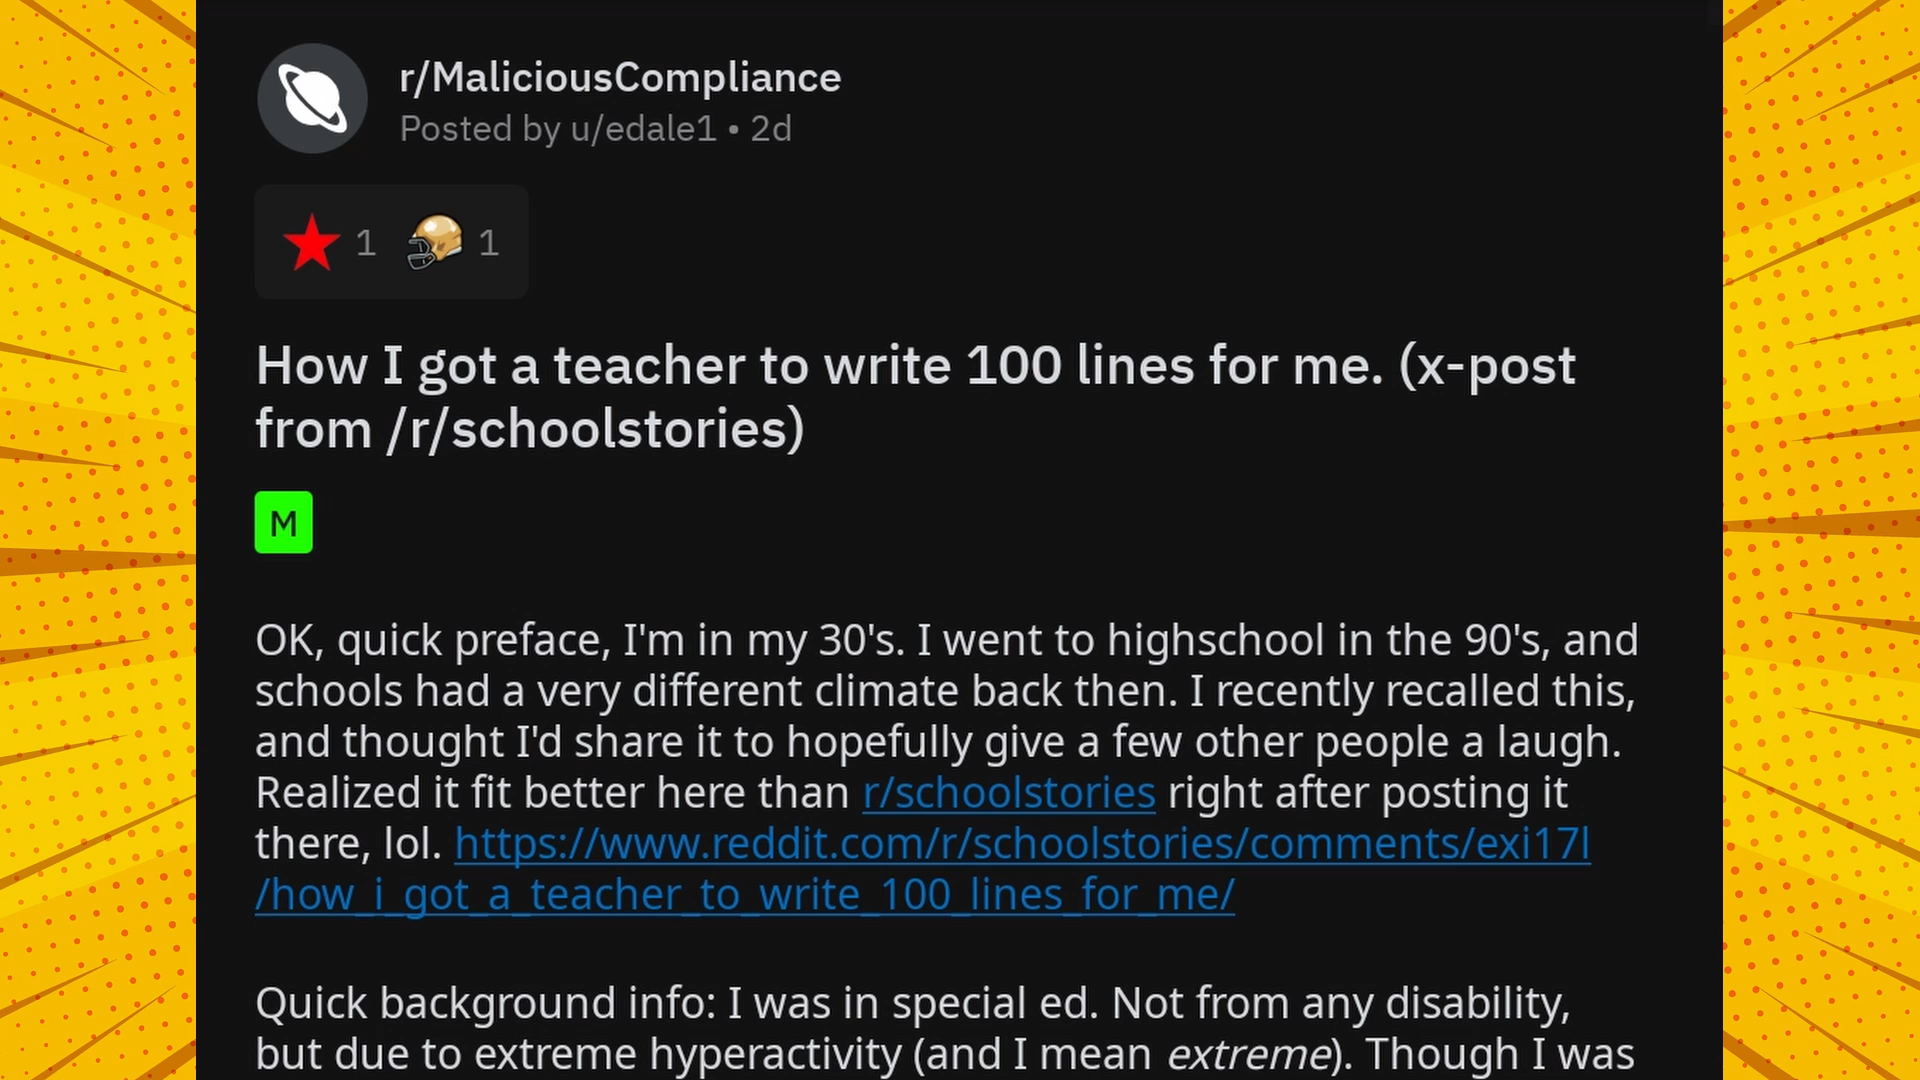 r/MaliciousCompliance
Posted by u/edale1 • 2d
1 1
How I got a teacher to write 100 lines for me. (x-post
from /r/schoolstories)
M
OK, quick preface, I'm in my 30's. I went to highschool in the 90's, and
schools had a very different climate back then. I recently recalled this,
and thought I'd share it to hopefully give a few other people a laugh.
Realized it fit better here than r/schoolstories right after posting it
there, lol. https://www.reddit.com/r/schoolstories/comments/exi17l
/how_i_got_a_teacher_to_write_100_lines_for_me/
Quick background info: I was in special ed. Not from any disability,
but due to extreme hyperactivity (and I mean extreme). Though I was